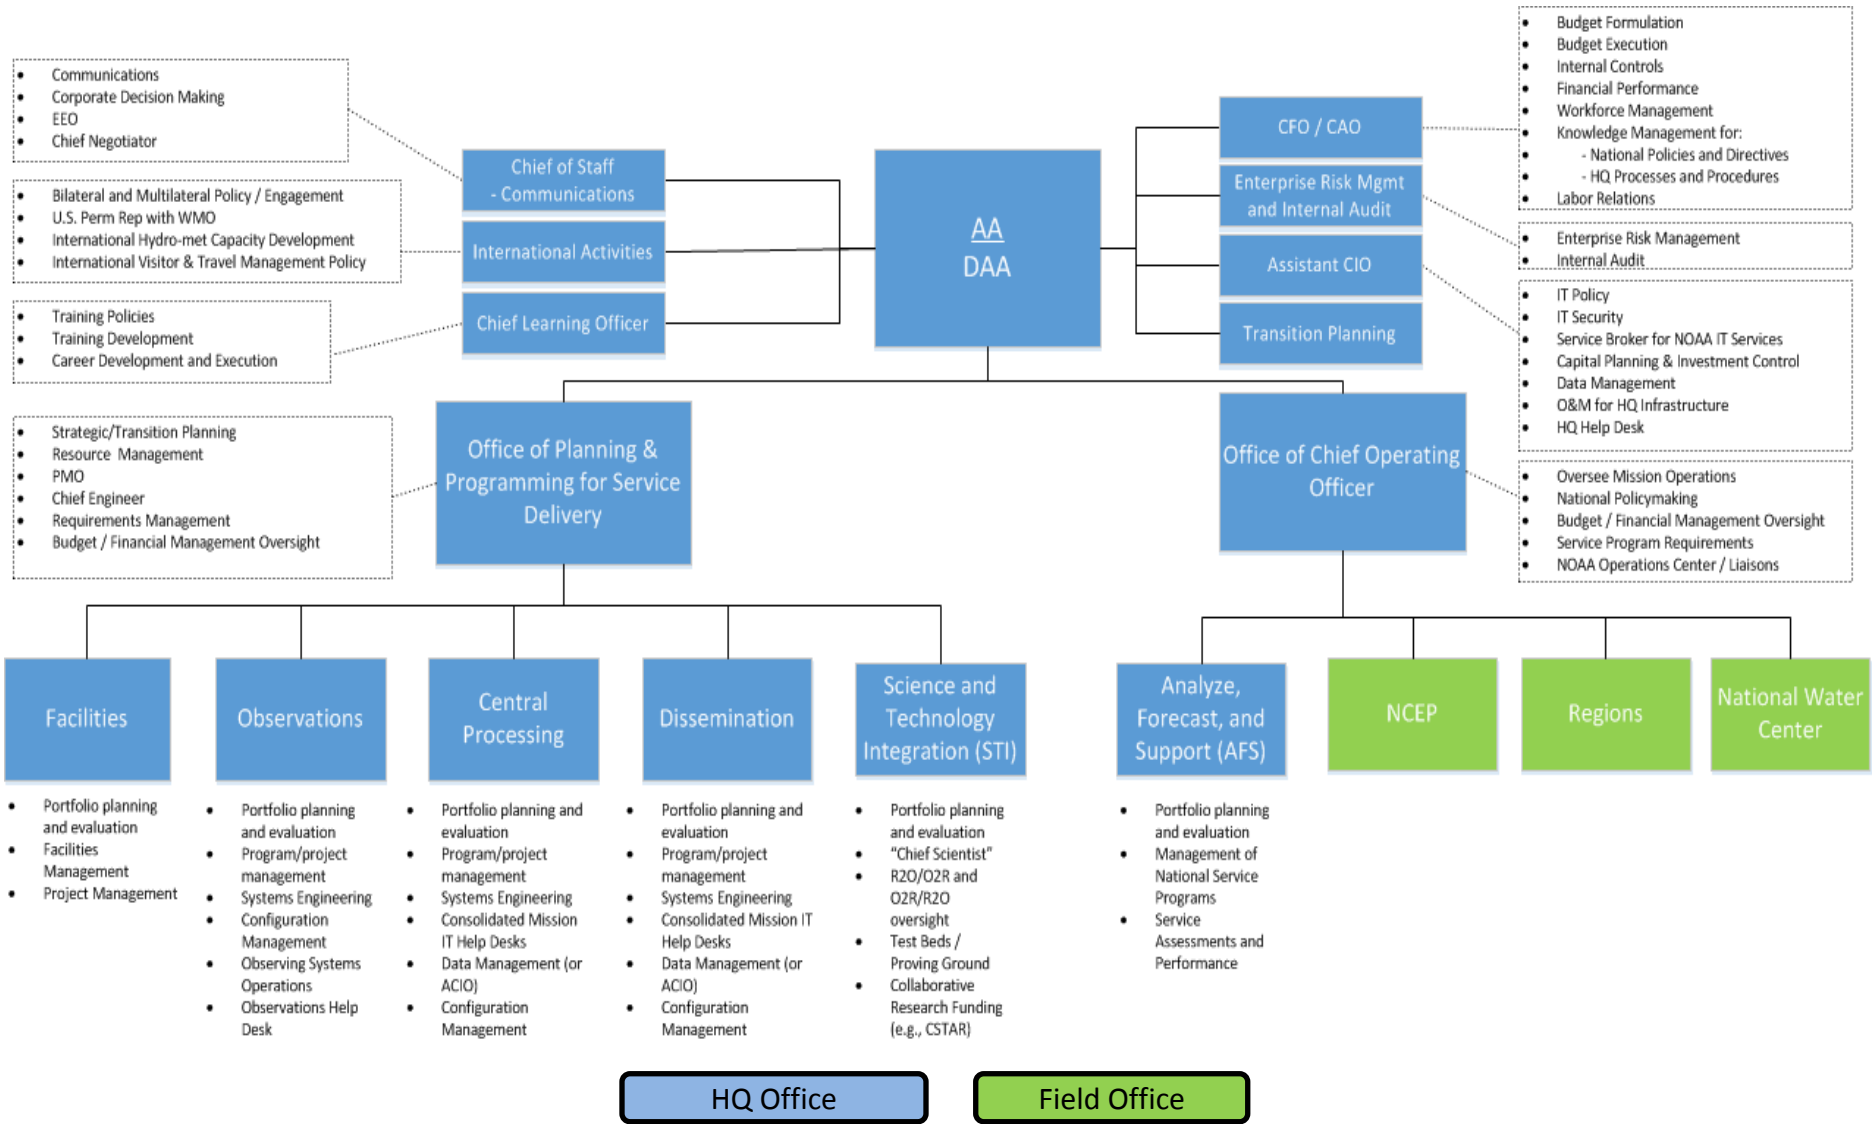 • Communications
• Corporate Decision Making
• EEO
• Chief Negotiator
• Bilateral and Multilateral Policy / Engagement
• U.S. Perm Rep with WMO
• International Hydro-met Capacity Development
• International Visitor & Travel Management Policy
• Training Policies
• Training Development
• Career Development and Execution
Chief of Staff
- Communications
International Activities
Chief Learning Officer
AA
DAA
CFO / CAO
Enterprise Risk Mgmt
and Internal Audit
Assistant CIO
Transition Planning
• Budget Formulation
• Budget Execution
• Internal Controls
• Financial Performance
• Workforce Management
• Knowledge Management for:
• - National Policies and Directives
• - HQ Processes and Procedures
• Labor Relations
• Enterprise Risk Management
• Internal Audit
• IT Policy
• IT Security
• Service Broker for NOAA IT Services
• Capital Planning & Investment Control
• Data Management
• O&M for HQ Infrastructure
• HQ Help Desk
• Strategic/Transition Planning
• Resource Management
• PMO
• Chief Engineer
• Requirements Management
• Budget / Financial Management Oversight
Office of Planning &
Programming for Service
Delivery
Office of Chief Operating
Officer
• Oversee Mission Operations
• National Policymaking
• Budget / Financial Management Oversight
• Service Program Requirements
• NOAA Operations Center / Liaisons
Facilities
• Portfolio planning
and evaluation
• Facilities
Management
• Project Management
Observations
• Portfolio planning
and evaluation
• Program/project
management
• Systems Engineering
• Configuration
Management
• Observing Systems
Operations
• Observations Help
Desk
Central
Processing
• Portfolio planning and
evaluation
• Program/project
management
• Systems Engineering
• Consolidated Mission
IT Help Desks
• Data Management (or
ACIO)
• Configuration
Management
Dissemination
• Portfolio planning and
evaluation
• Program/project
management
• Systems Engineering
• Consolidated Mission IT
Help Desks
• Data Management (or
ACIO)
• Configuration
Management
Science and
Technology
Integration (STI)
• Portfolio planning
and evaluation
• “Chief Scientist”
• R2O/O2R and
O2R/R2O
oversight
• Test Beds /
Proving Ground
• Collaborative
Research Funding
(e.g., CSTAR)
Analyze,
Forecast, and
Support (AFS)
• Portfolio planning
and evaluation
• Management of
National Service
Programs
• Service
Assessments and
Performance
NCEP
Regions
National Water
Center
HQ Office
Field Office